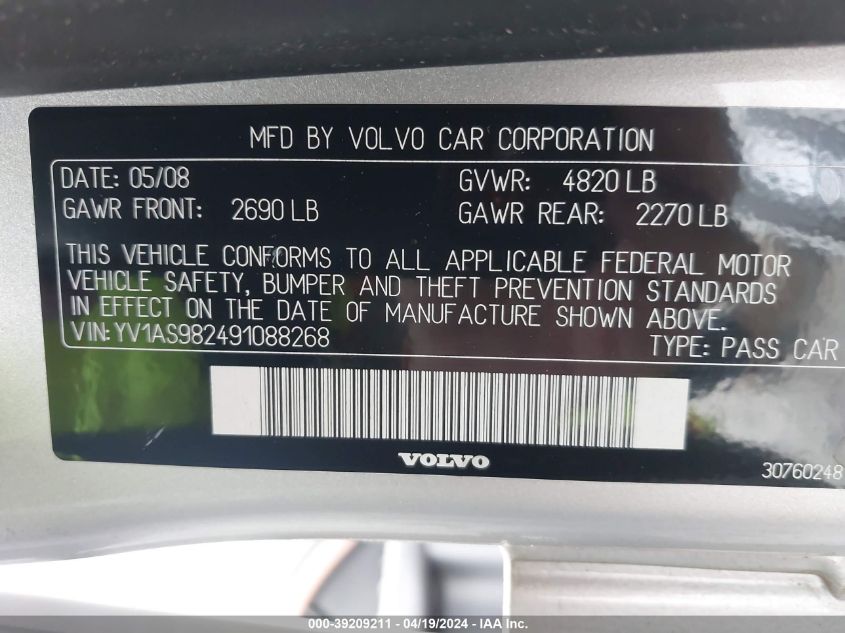 MFD BY VOLVO CAR CORPORATION
DATE: 05/08 GVWR: 4820 LB
GAWR FRONT: 2690 LB GAWR REAR: 2270 LB
THIS VEHICLE CONFORMS TO ALL APPLICABLE FEDERAL MOTOR
VEHICLE SAFETY, BUMPER AND THEFT PREVENTION STANDARDS
IN EFFECT ON THE DATE OF MANUFACTURE SHOWN ABOVE.
VIN: YV1AS982491088268 TYPE: PASS CAR
VOLVO
30760248
000-39209211 - 04/19/2024 - IAA Inc.